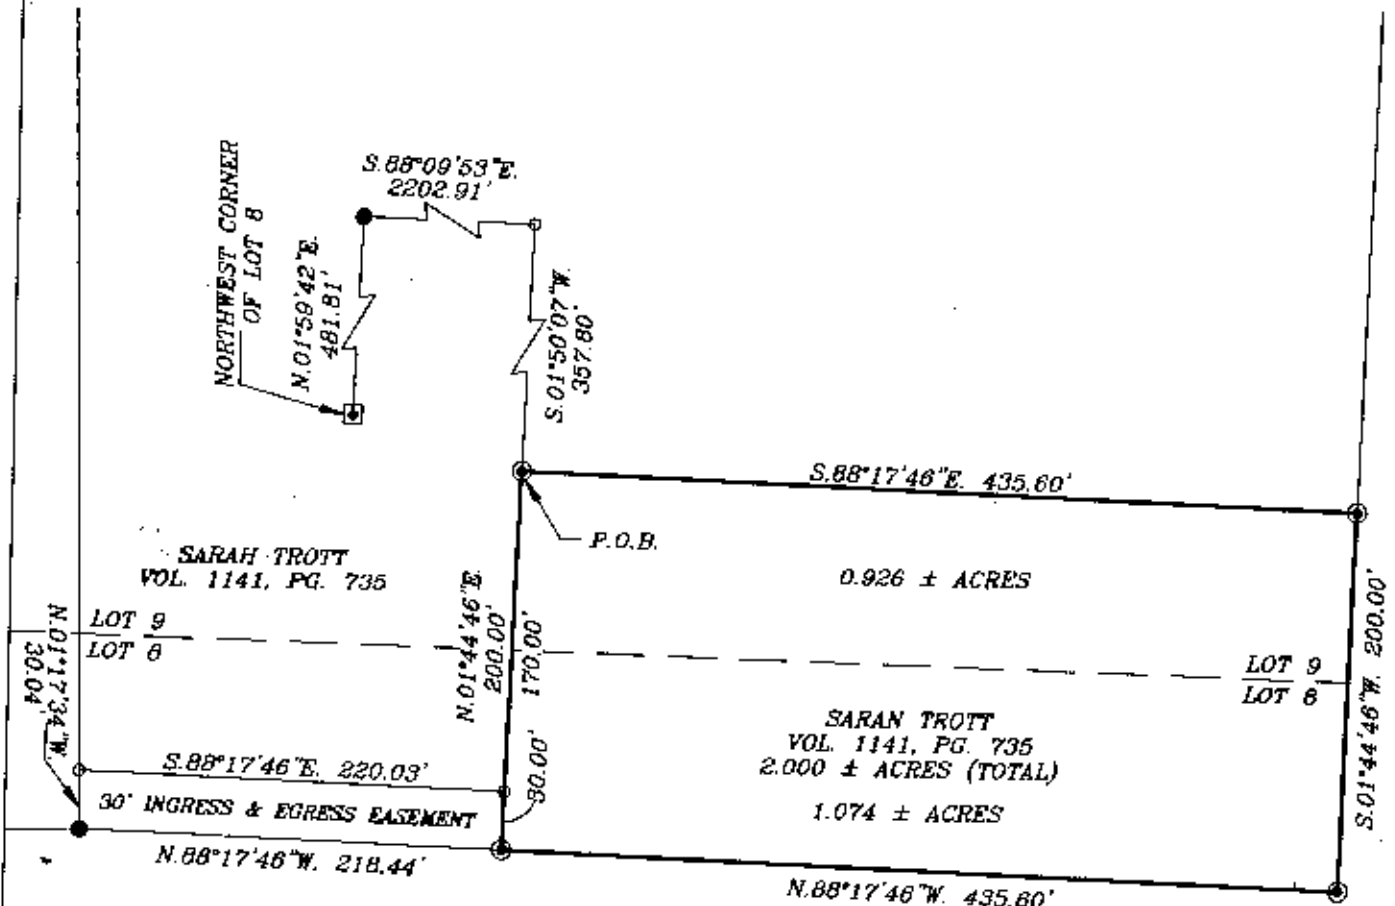 S.88°09'53"E.
2202.91'
NORTHWEST CORNER
OF LOT 8
N.01°59'42"E.
481.81'
S.01°50'07"W.
357.80'
S.88°17'46"E. 435.60'
P.O.B.
SARAH TROTT
VOL. 1141, PG. 735
0.926 ± ACRES
N.01°44'46"E.
200.00'
170.00'
LOT 9
LOT 8
N.01°17'34"W.
30.04'
LOT 9
LOT 8
S.01°44'46"W. 200.00'
SARAN TROTT
VOL. 1141, PG. 735
2.000 ± ACRES (TOTAL)
1.074 ± ACRES
S.88°17'46"E. 220.03'
30.00'
30' INGRESS & EGRESS EASEMENT
N.88°17'46"W. 218.44'
N.88°17'46"W. 435.60'